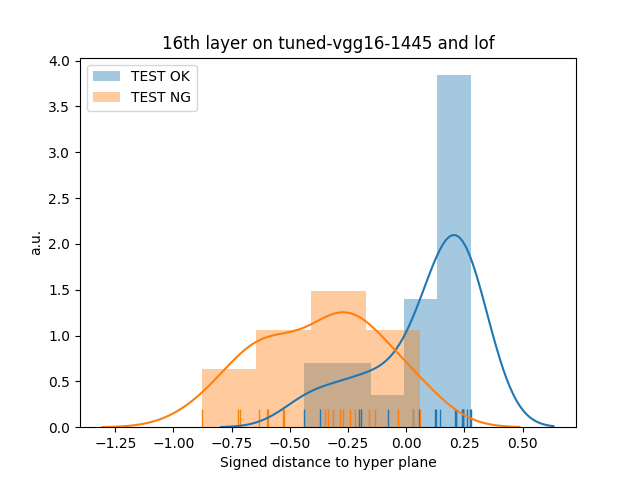 16th layer on tuned-vgg16-1445 and lof
TEST OK
TEST NG
a.u.
4.0
3.5
3.0
2.5
2.0
1.5
1.0
0.5
0.0
−1.25 −1.00 −0.75 −0.50 −0.25 0.00 0.25 0.50
Signed distance to hyper plane